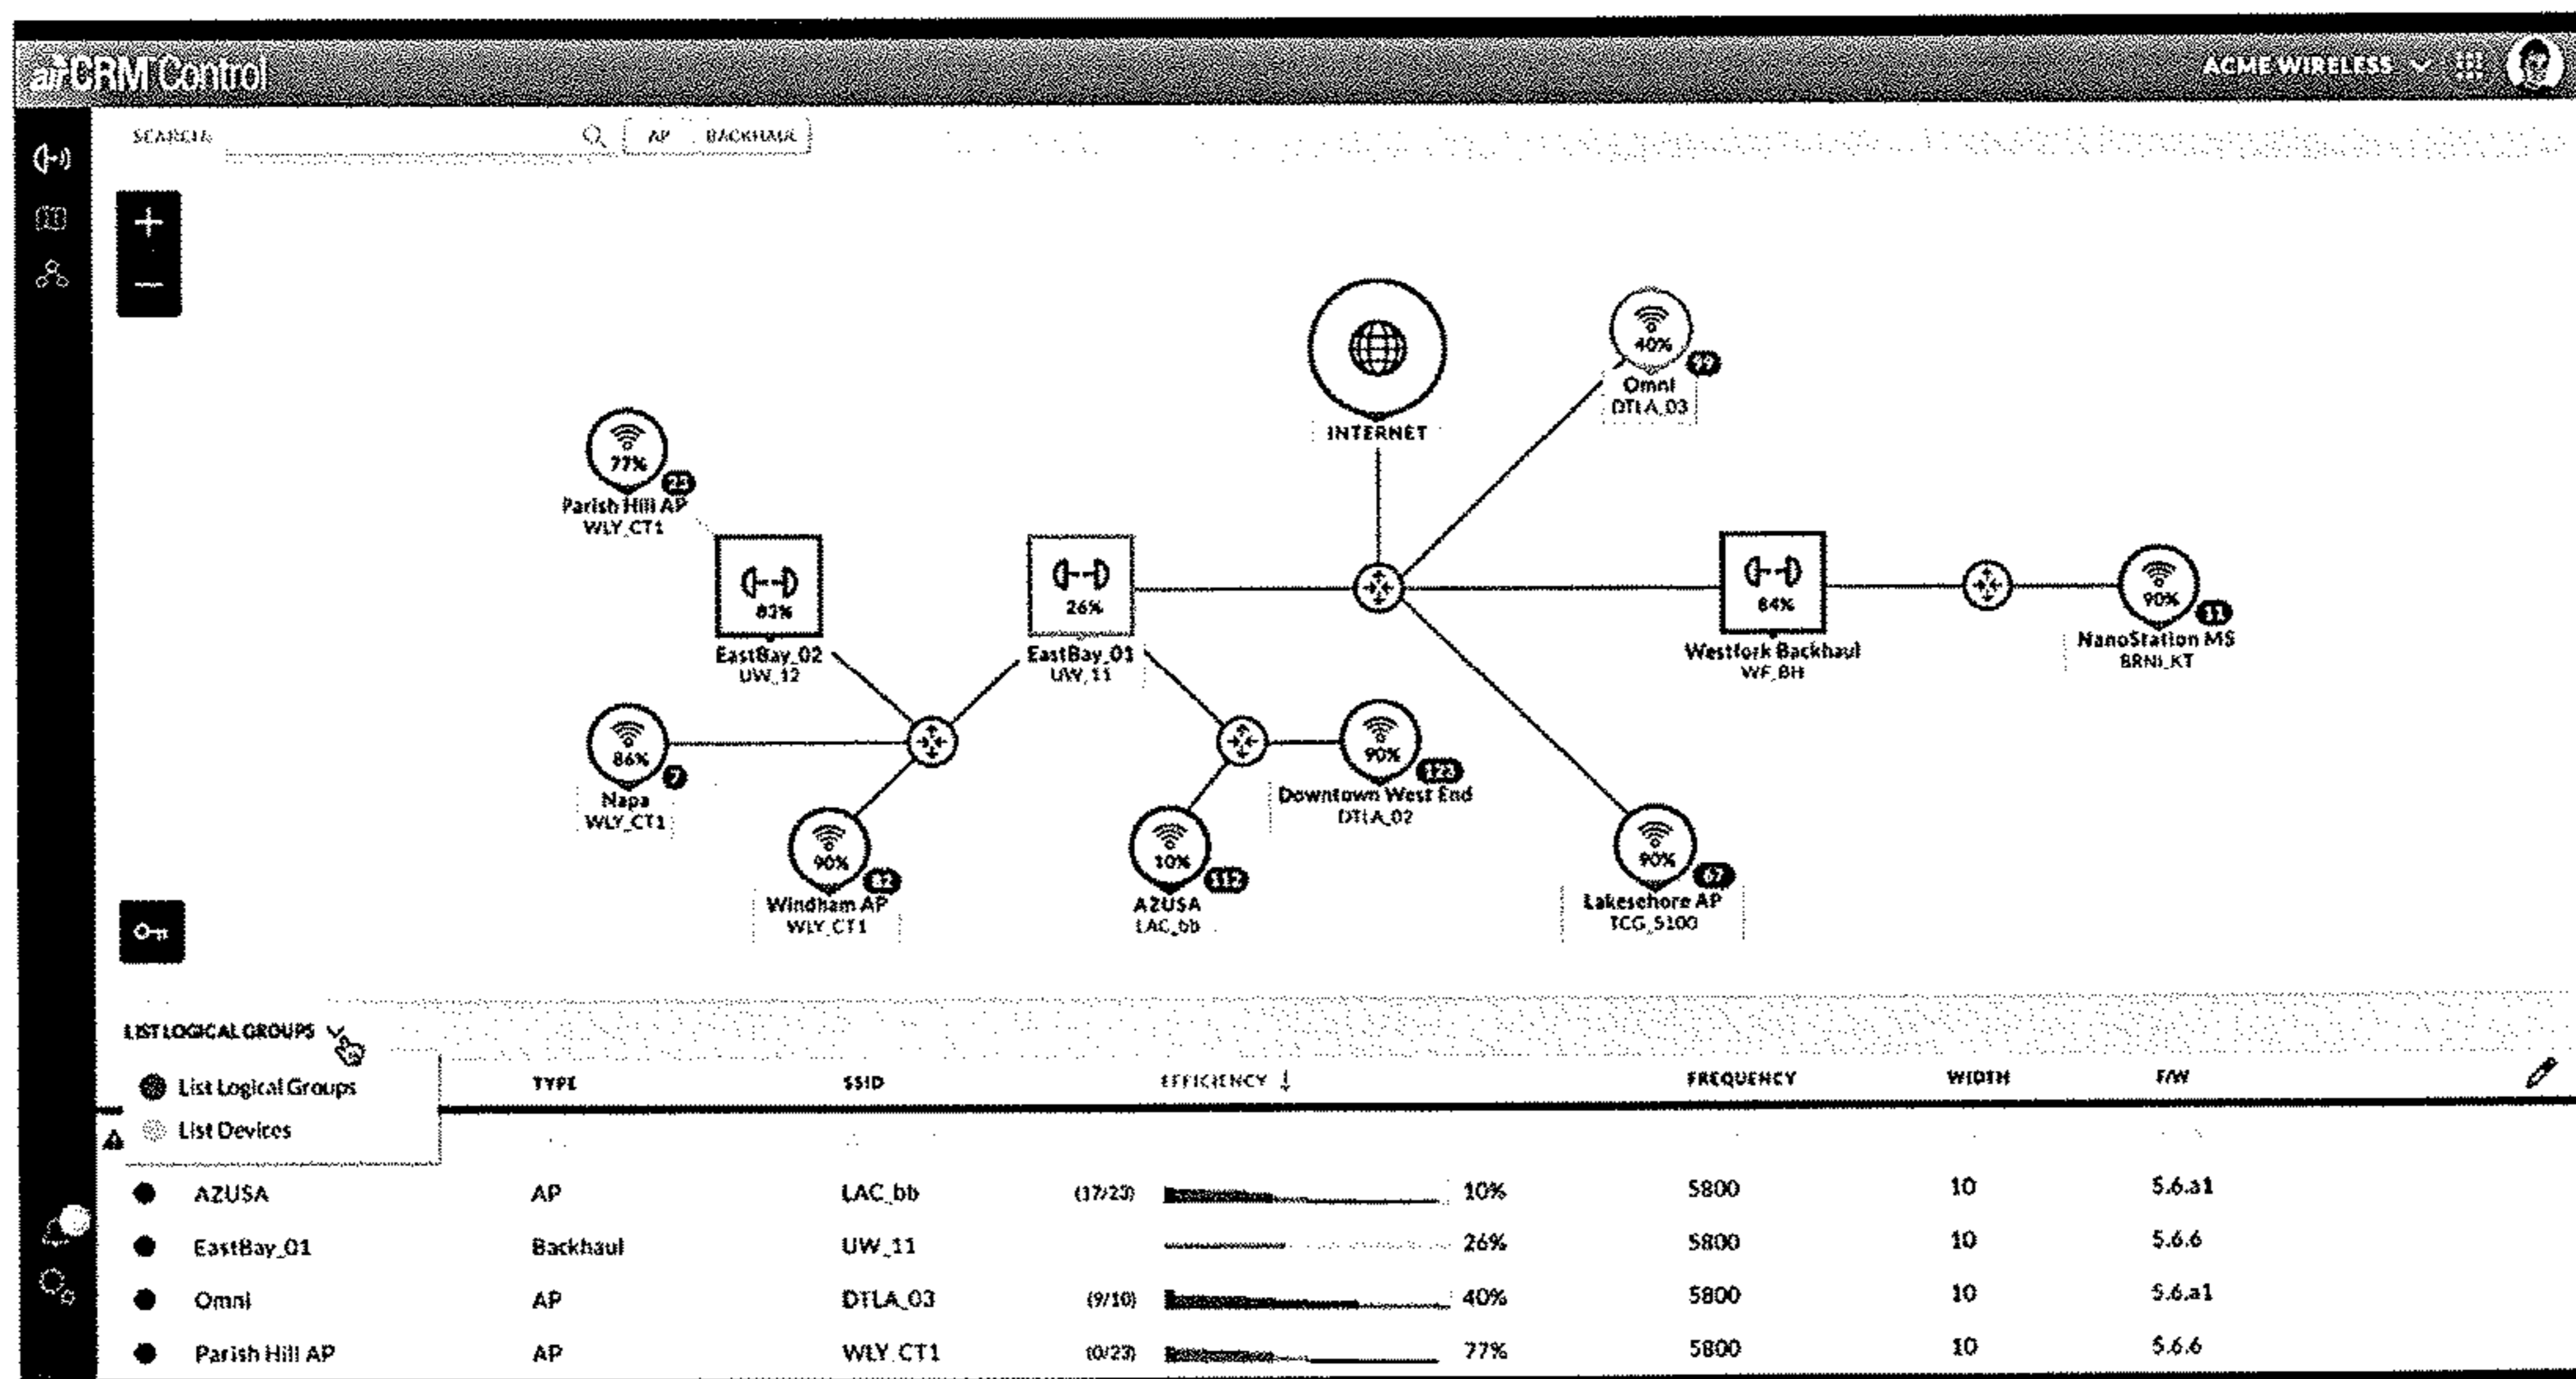 airCRM Control
ACME WIRELESS
SEARCH:
AP BACKHAUL
+
−
INTERNET
40%
99
Omni
DTLA_03
77%
23
Parish Hill AP
WLY_CT1
EastBay_02
UW_12
26%
EastBay_01
UW_11
84%
Westfork Backhaul
WF_BH
90%
11
NanoStation M5
BRNI_KT
86%
7
Napa
WLY_CT1
90%
Windham AP
WLY_CT1
10%
112
AZUSA
LAC_bb
90%
123
Downtown West End
DTLA_02
90%
67
Lakesehore AP
TCG_5100
LIST LOGICAL GROUPS
List Logical Groups
List Devices
TYPE SSID EFFICIENCY ↓ FREQUENCY WIDTH F/W
AZUSA AP LAC_bb (17/23) 10% 5800 10 5.6.a1
EastBay_01 Backhaul UW_11 26% 5800 10 5.6.6
Omni AP DTLA_03 (9/10) 40% 5800 10 5.6.a1
Parish Hill AP AP WLY_CT1 (0/23) 77% 5800 10 5.6.6